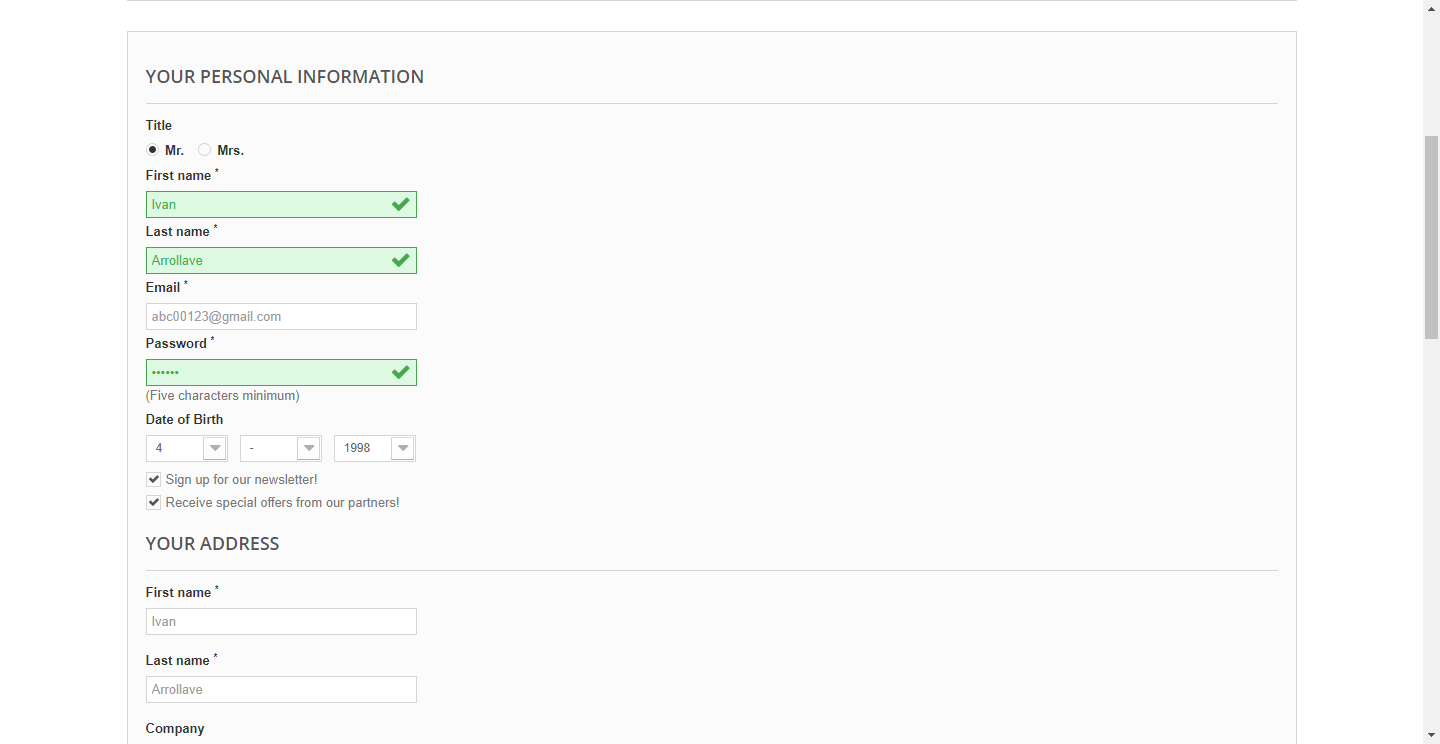 YOUR PERSONAL INFORMATION
Title
Mr. Mrs.
First name *
Ivan
Last name *
Arrollave
Email *
abc00123@gmail.com
Password *
••••••
(Five characters minimum)
Date of Birth
4 - 1998
Sign up for our newsletter!
Receive special offers from our partners!
YOUR ADDRESS
First name *
Ivan
Last name *
Arrollave
Company